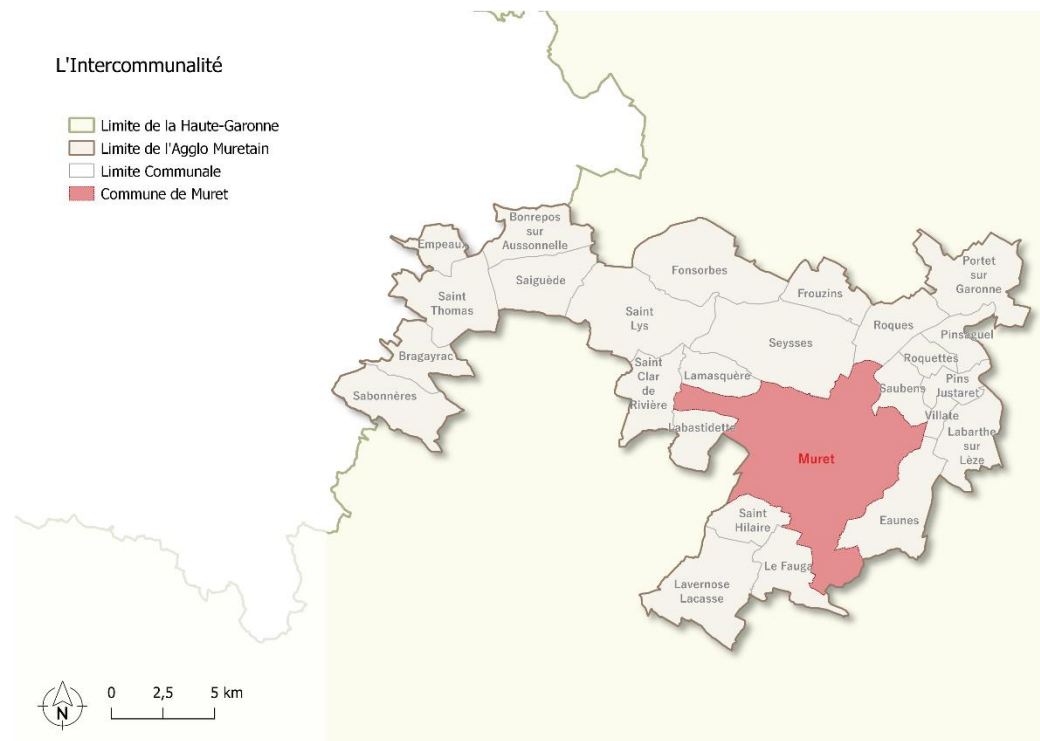 L'Intercommunalité
Limite de la Haute-Garonne
Limite de l'Agglo Muretain
Limite Communale
Commune de Muret
Bonrepos
sur
Aussonnelle
Empeaux
Saiguède
Saint
Thomas
Bragayrac
Sabonnères
Fonsorbes
Frouzins
Portet
sur
Garonne
Saint
Lys
Seysses
Roques
Pinsaguel
Roquettes
Saint
Clar
de
Rivière
Lamasquère
Saubens
Pins
Justaret
Villate
Labastidette
Labarthe
sur
Lèze
Muret
Saint
Hilaire
Eaunes
Le Fauga
Lavernose
Lacasse
N
0 2,5 5 km